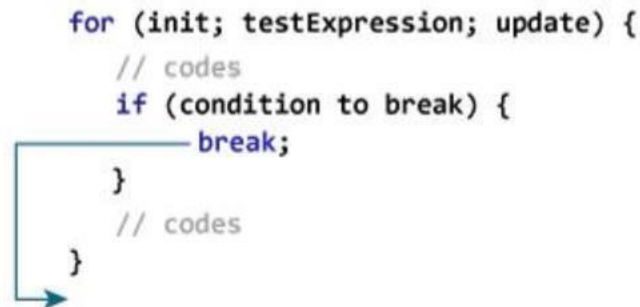 for (init; testExpression; update) {
// codes
if (condition to break) {
break;
}
// codes
}